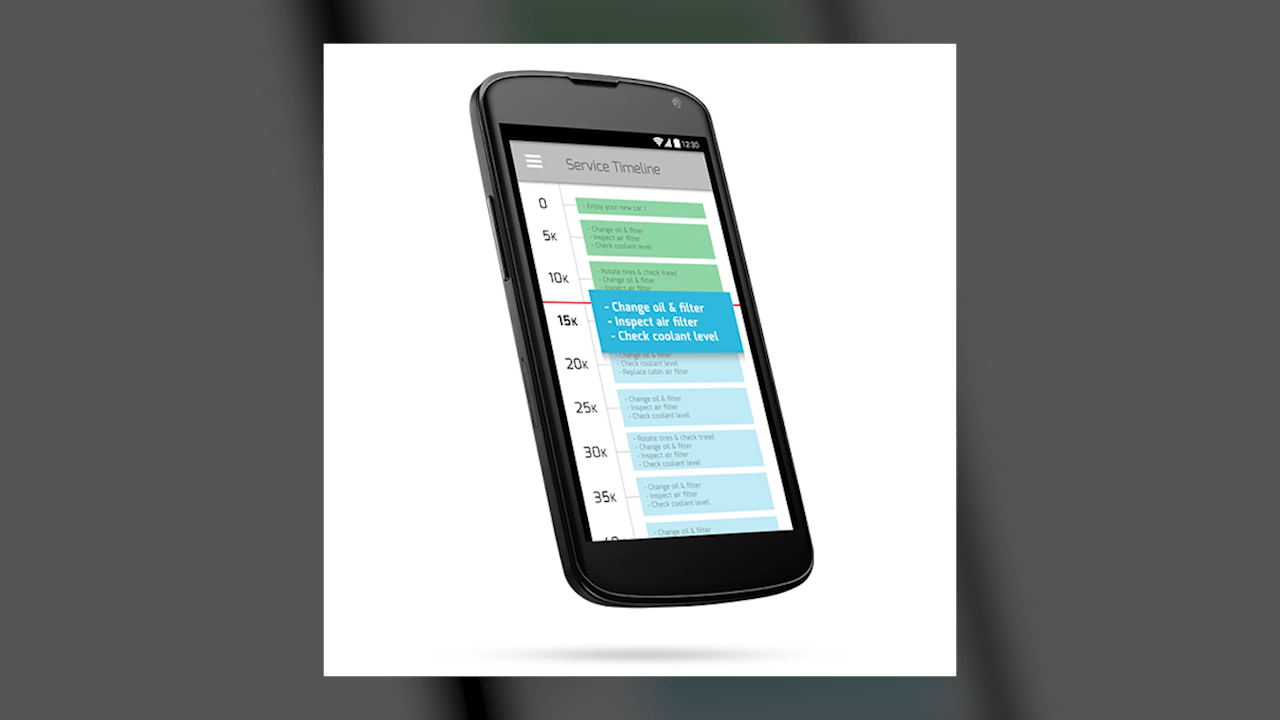 12:30
Service Timeline
0
- Enjoy your new car !
5K
- Change oil & filter
- Inspect air filter
- Check coolant level
10K
- Rotate tires & check tread
- Change oil & filter
- Inspect air filter
15K
- Change oil & filter
- Inspect air filter
- Check coolant level
20K
- Change oil & filter
- Check coolant level
- Replace cabin air filter
25K
- Change oil & filter
- Inspect air filter
- Check coolant level
30K
- Rotate tires & check tread
- Change oil & filter
- Inspect air filter
- Check coolant level
35K
- Change oil & filter
- Inspect air filter
- Check coolant level
- Change oil & filter